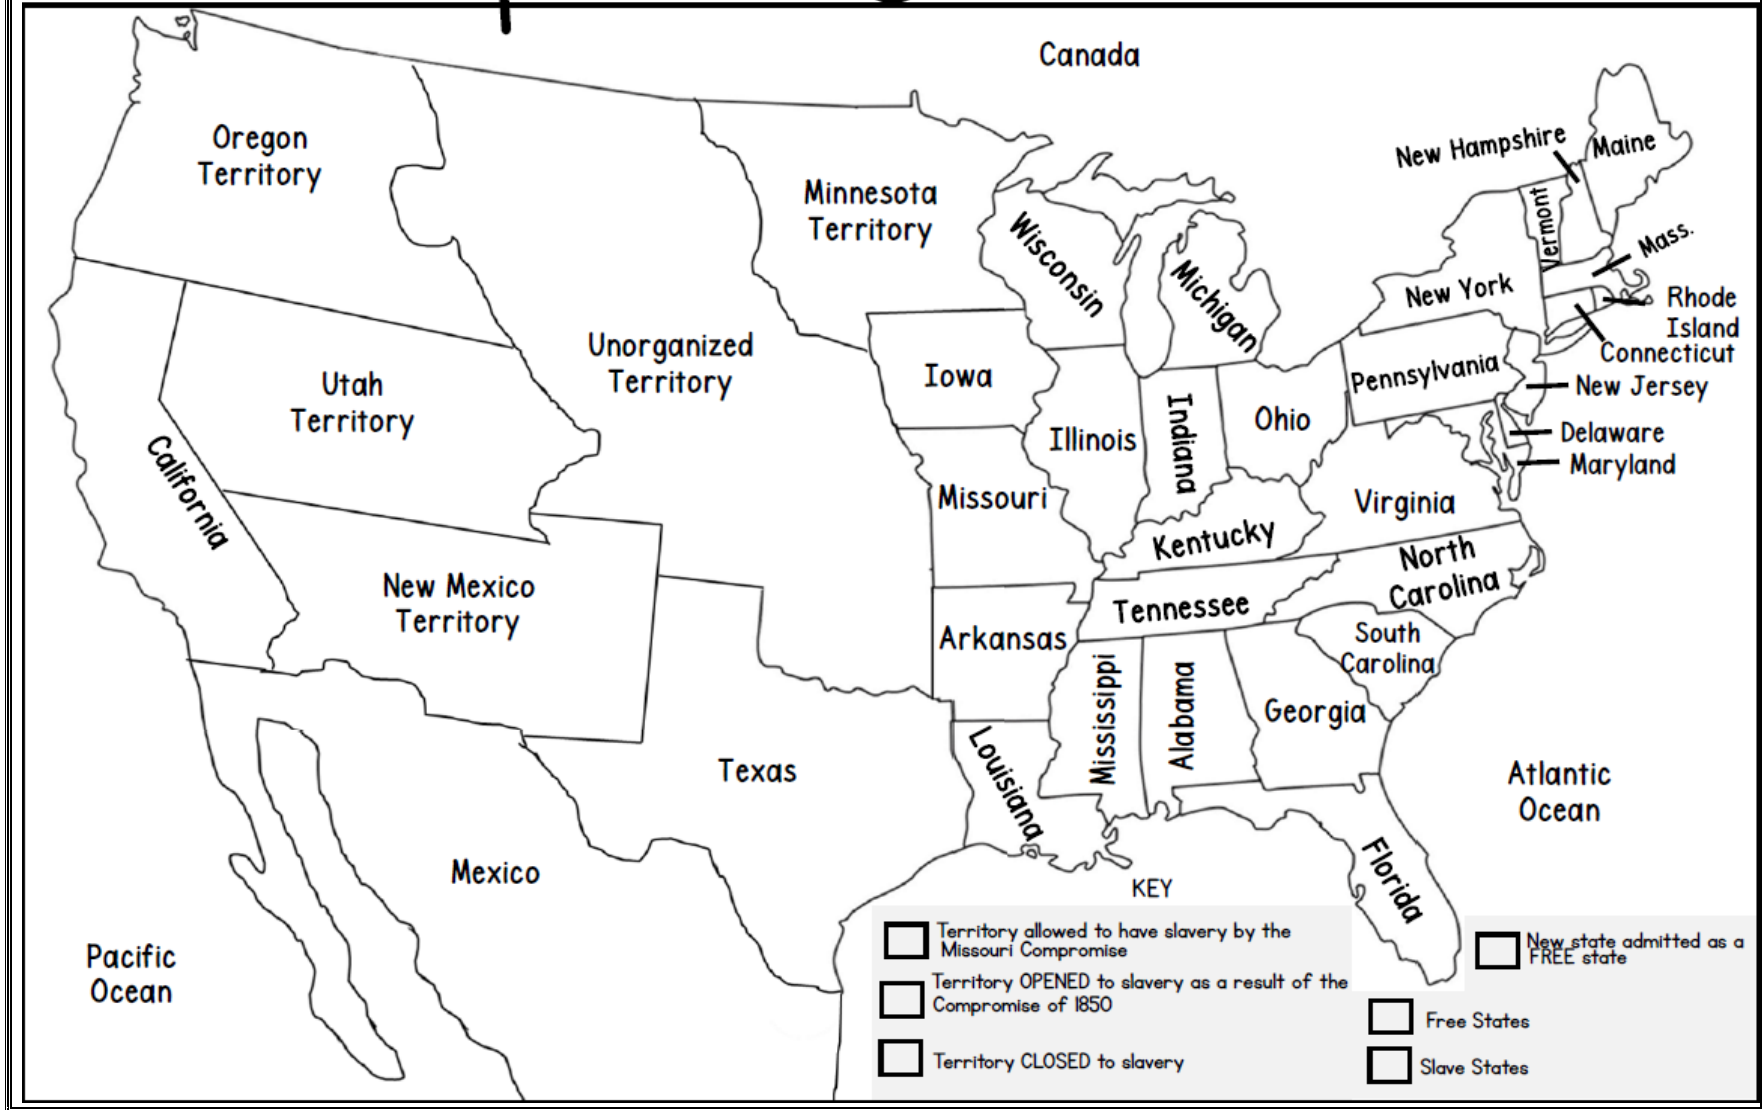 Canada
Oregon
Territory
Minnesota
Territory
New Hampshire
Maine
Vermont
Mass.
Wisconsin
Michigan
New York
Rhode
Island
Connecticut
Unorganized
Territory
Iowa
Pennsylvania
New Jersey
Utah
Territory
Illinois
Indiana
Ohio
Delaware
Maryland
California
Missouri
Virginia
Kentucky
North
Carolina
New Mexico
Territory
Tennessee
Arkansas
South
Carolina
Mississippi
Alabama
Georgia
Texas
Louisiana
Atlantic
Ocean
Mexico
Florida
Pacific
Ocean
KEY
Territory allowed to have slavery by the
Missouri Compromise
Territory OPENED to slavery as a result of the
Compromise of 1850
Territory CLOSED to slavery
New state admitted as a
FREE state
Free States
Slave States